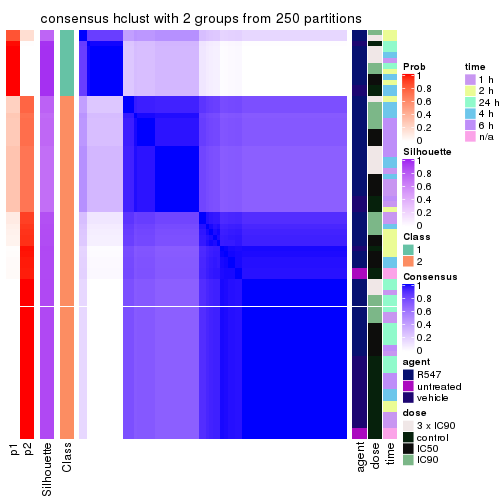 consensus hclust with 2 groups from 250 partitions
Prob
1
0.8
0.6
0.4
0.2
0
time
1 h
2 h
24 h
4 h
6 h
n/a
Silhouette
1
0.8
0.6
0.4
0.2
0
Class
1
2
Consensus
1
0.8
0.6
0.4
0.2
0
agent
R547
untreated
vehicle
dose
3 x IC90
control
IC50
IC90
p1
p2
Silhouette
Class
agent
dose
time